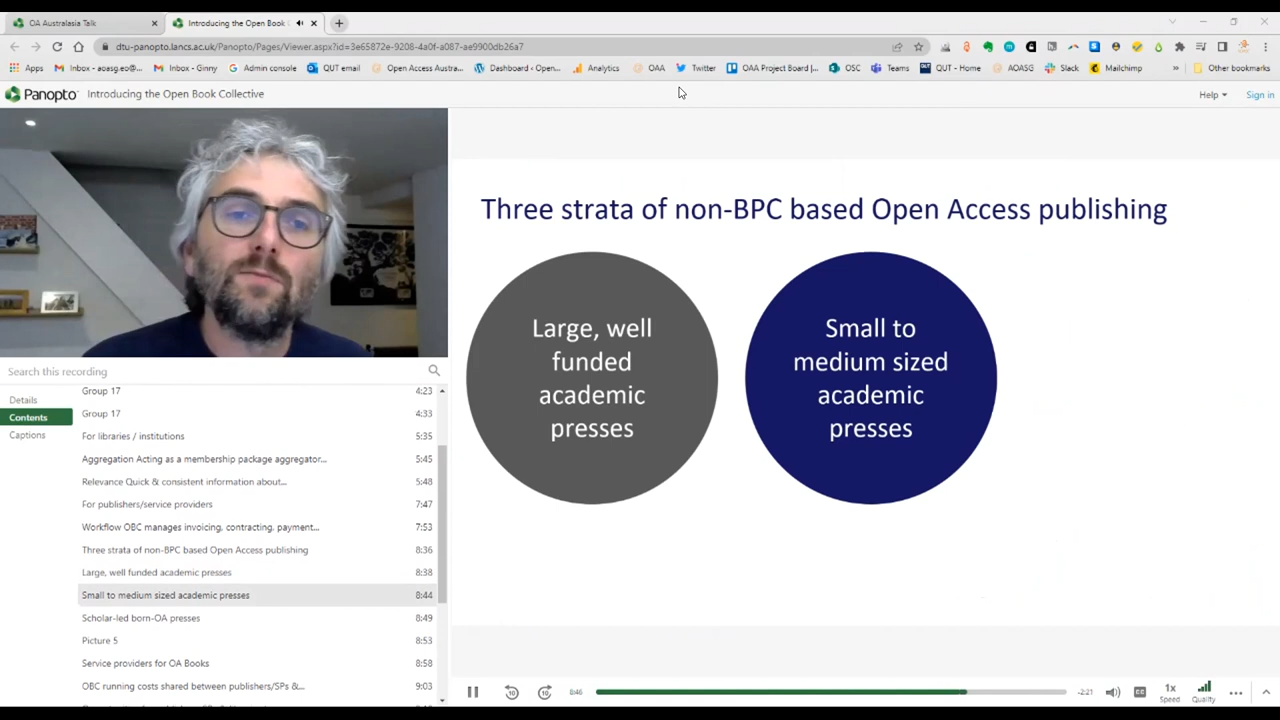 OA Australasia Talk
Introducing the Open Book C
dtu-panopto.lancs.ac.uk/Panopto/Pages/Viewer.aspx?id=3e65872e-9208-4a0f-a087-ae9900db26a7
Apps
Inbox - aoasg.eo@...
Inbox - Ginny
Admin console
QUT email
Open Access Austra...
Dashboard ‹ Open...
Analytics
OAA
Twitter
OAA Project Board |...
OSC
Teams
QUT - Home
AOASG
Slack
Mailchimp
»
Other bookmarks
Panopto
Introducing the Open Book Collective
Help
Sign in
Three strata of non-BPC based Open Access publishing
Large, well
funded
academic
presses
Small to
medium sized
academic
presses
Search this recording
Details
Contents
Captions
Group 17 4:23
Group 17 4:33
For libraries / institutions 5:35
Aggregation Acting as a membership package aggregator... 5:45
Relevance Quick & consistent information about... 5:48
For publishers/service providers 7:47
Workflow OBC manages invoicing, contracting, payment... 7:53
Three strata of non-BPC based Open Access publishing 8:36
Large, well funded academic presses 8:38
Small to medium sized academic presses 8:44
Scholar-led born-OA presses 8:49
Picture 5 8:53
Service providers for OA Books 8:58
OBC running costs shared between publishers/SPs &... 9:03
10
10
8:46
-2:21
CC
1x
Speed
Quality